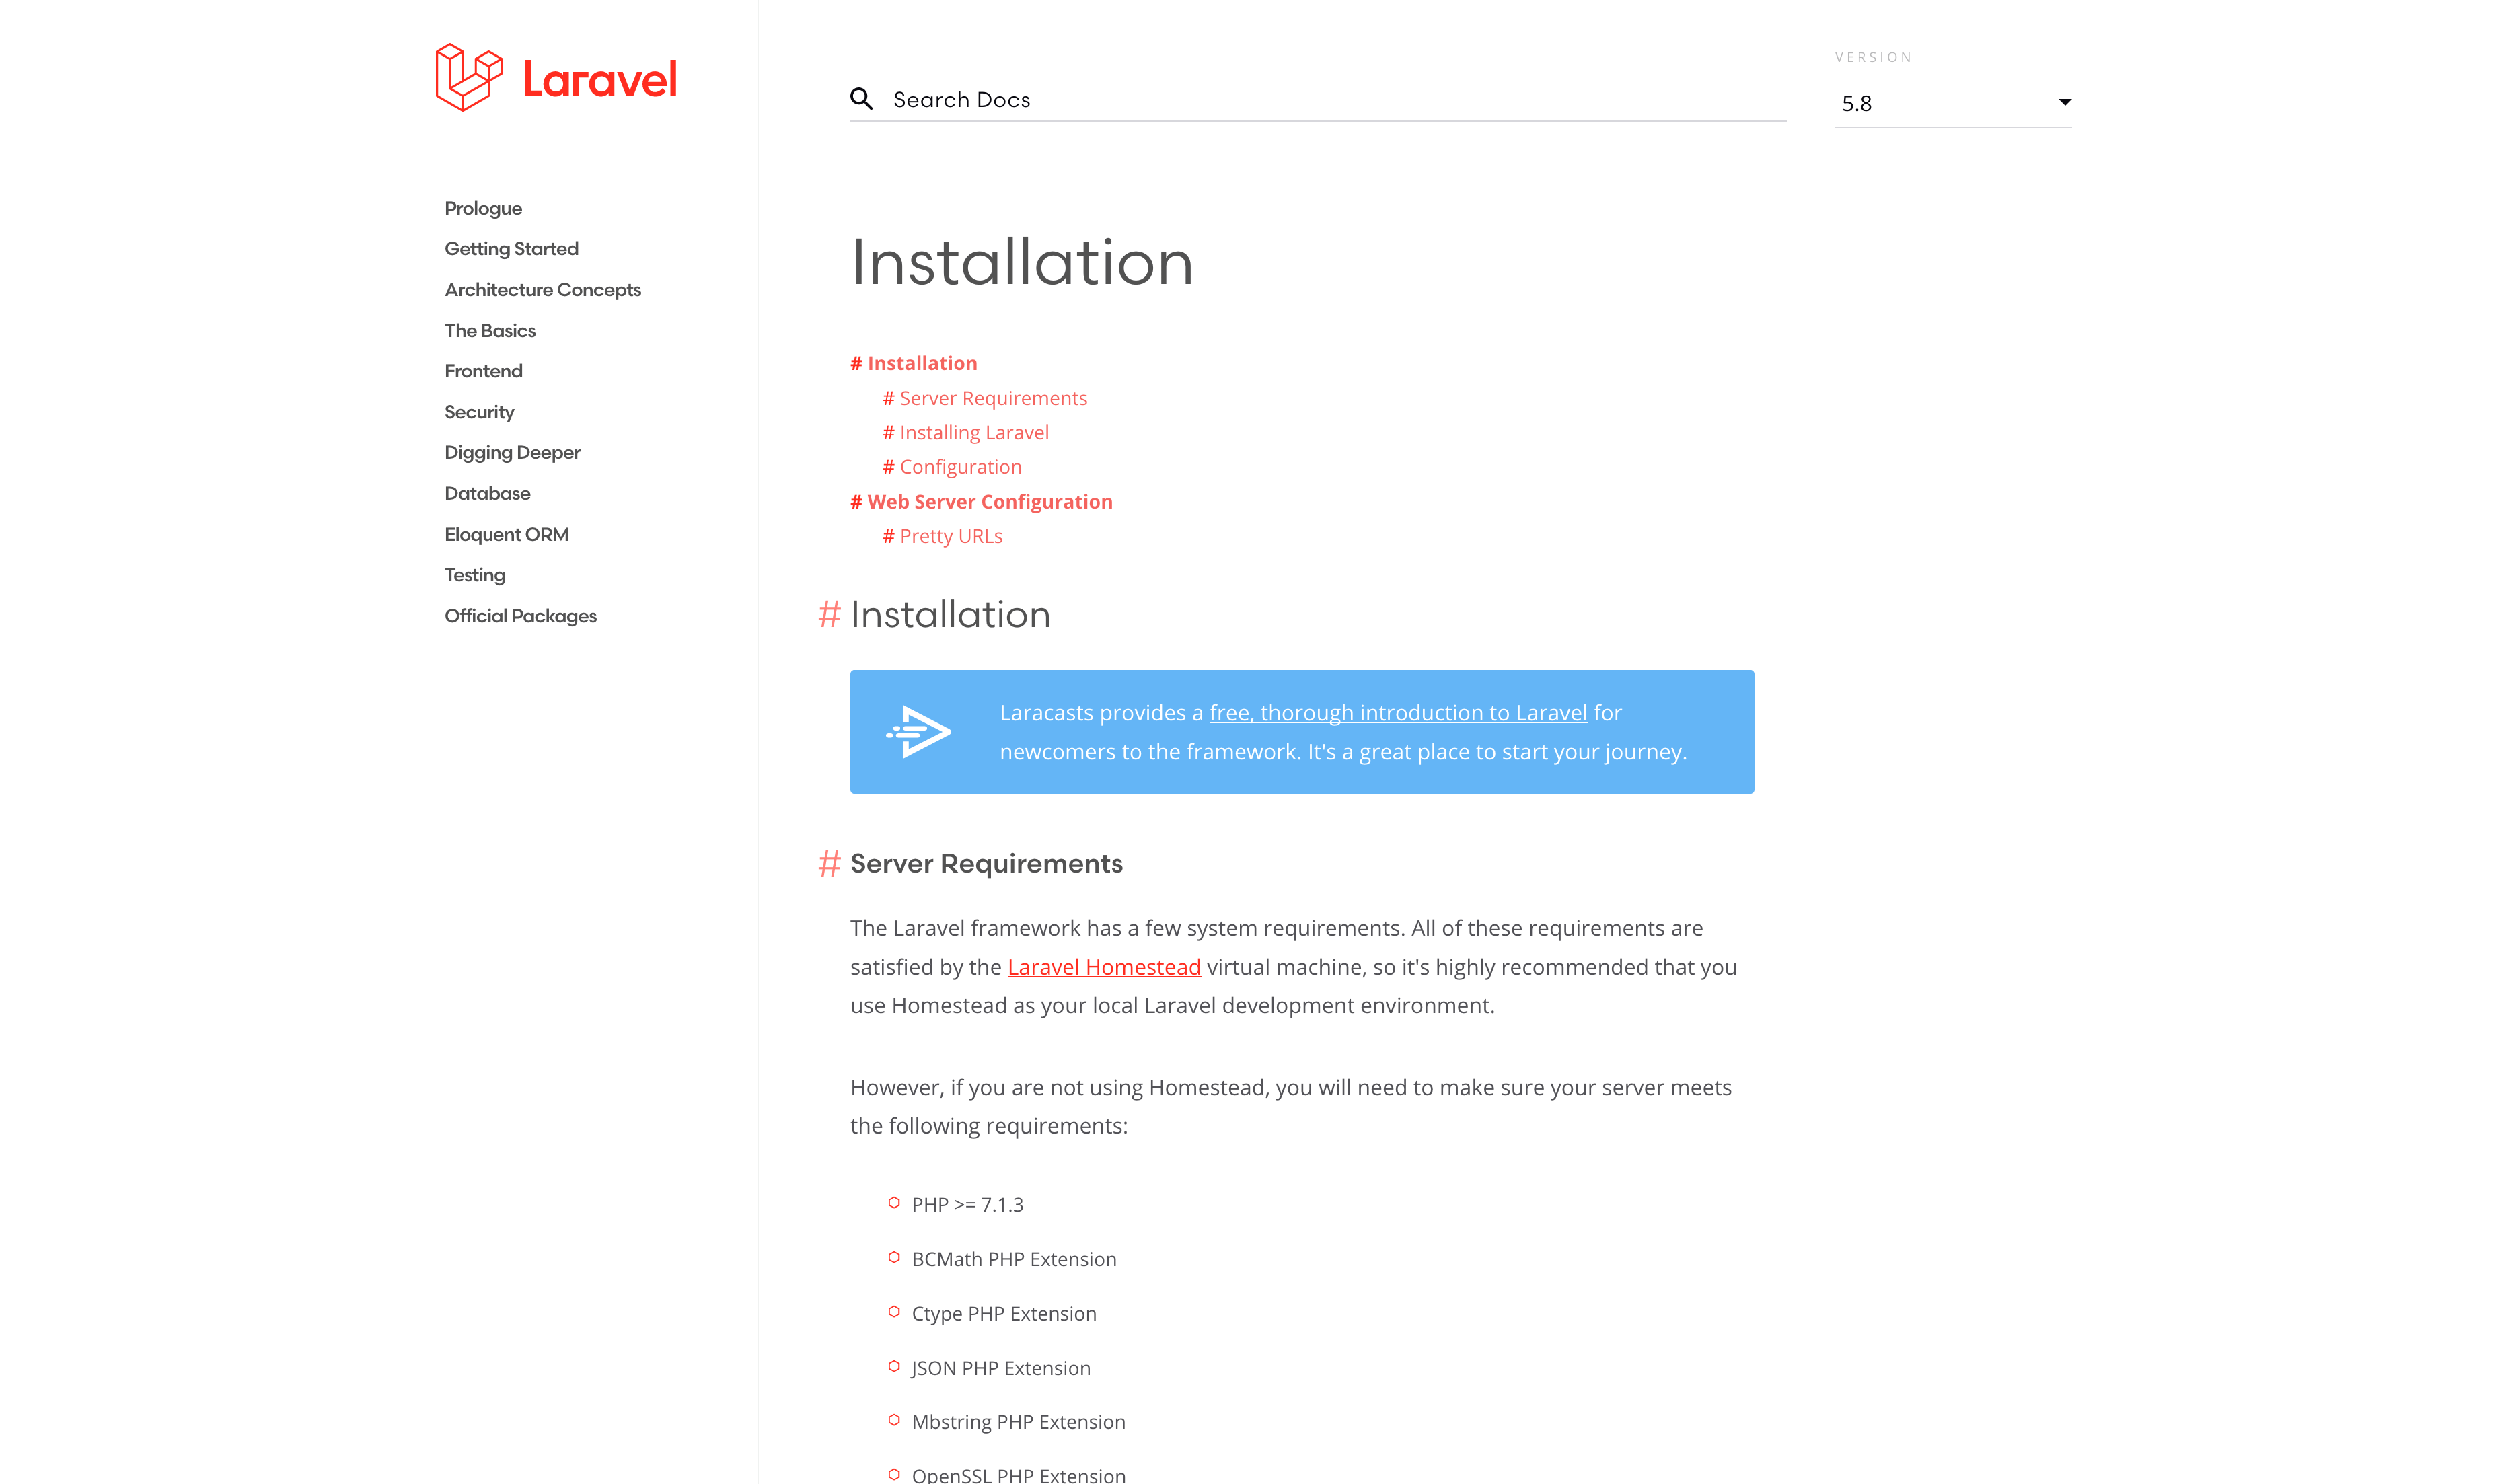 Laravel
Search Docs
VERSION
5.8
Prologue
Getting Started
Architecture Concepts
The Basics
Frontend
Security
Digging Deeper
Database
Eloquent ORM
Testing
Official Packages
Installation
# Installation
# Server Requirements
# Installing Laravel
# Configuration
# Web Server Configuration
# Pretty URLs
# Installation
Laracasts provides a free, thorough introduction to Laravel for
newcomers to the framework. It's a great place to start your journey.
# Server Requirements
The Laravel framework has a few system requirements. All of these requirements are
satisfied by the Laravel Homestead virtual machine, so it's highly recommended that you
use Homestead as your local Laravel development environment.
However, if you are not using Homestead, you will need to make sure your server meets
the following requirements:
PHP >= 7.1.3
BCMath PHP Extension
Ctype PHP Extension
JSON PHP Extension
Mbstring PHP Extension
OpenSSL PHP Extension